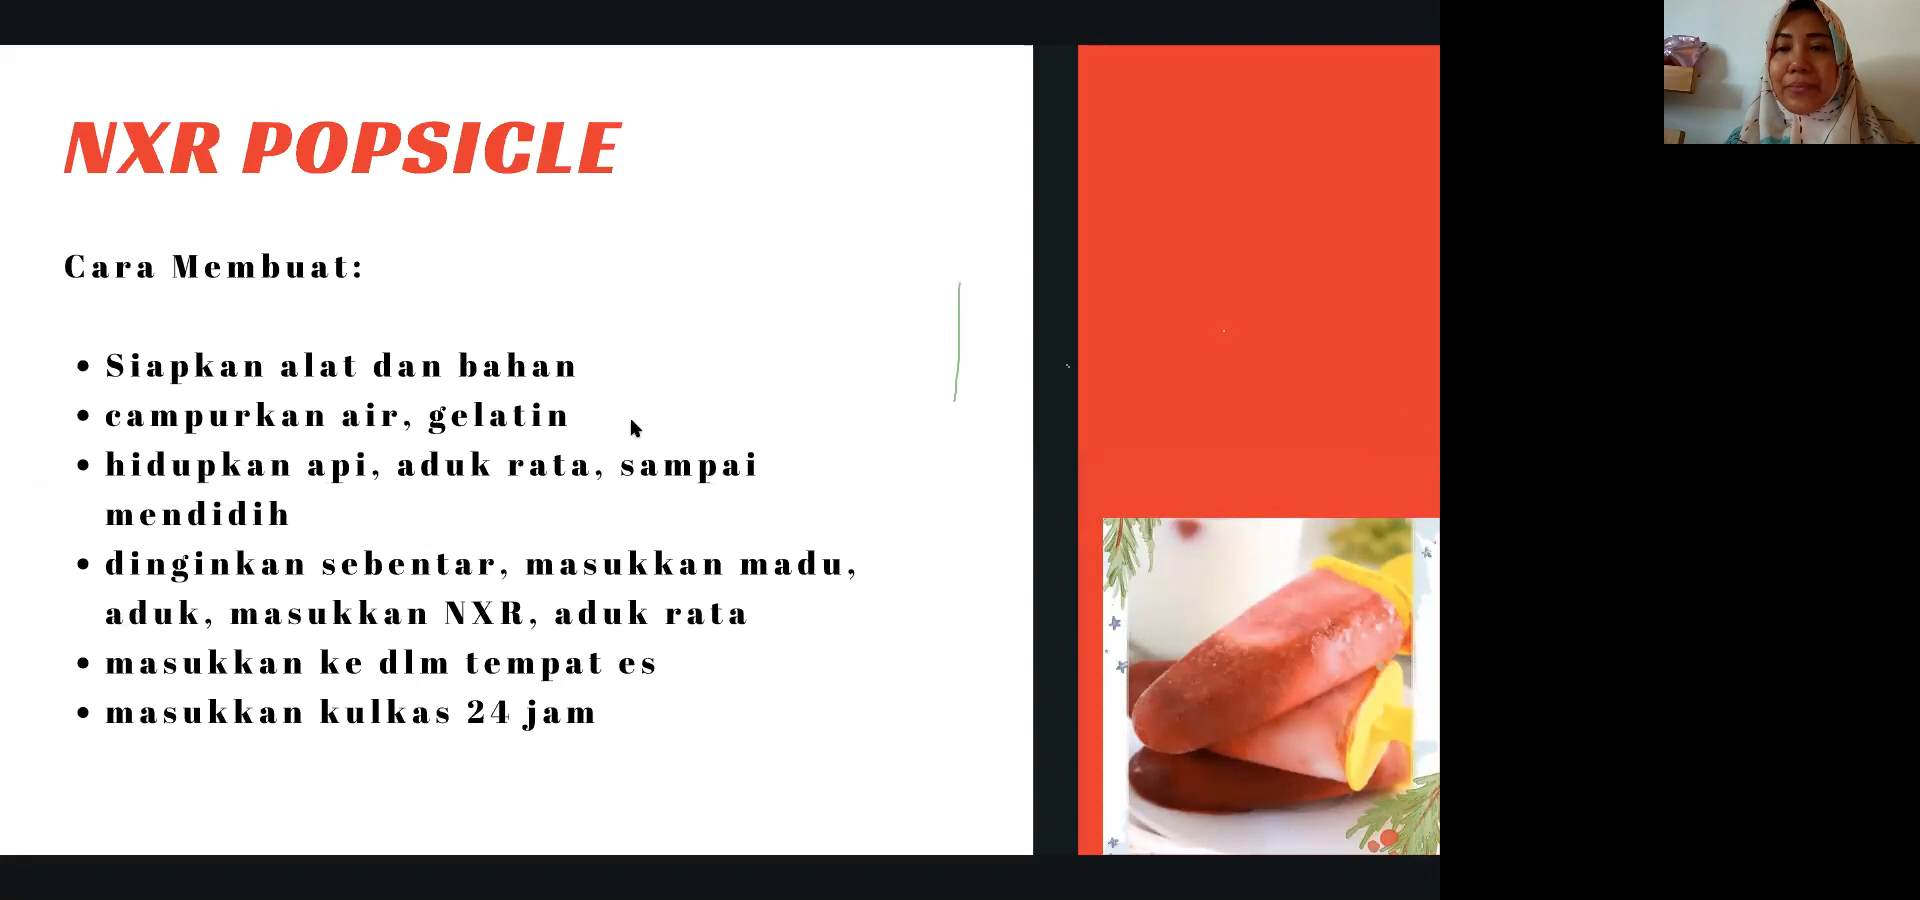 NXR POPSICLE
Cara Membuat:
• Siapkan alat dan bahan
• campurkan air, gelatin
• hidupkan api, aduk rata, sampai
mendidih
• dinginkan sebentar, masukkan madu,
aduk, masukkan NXR, aduk rata
• masukkan ke dlm tempat es
• masukkan kulkas 24 jam